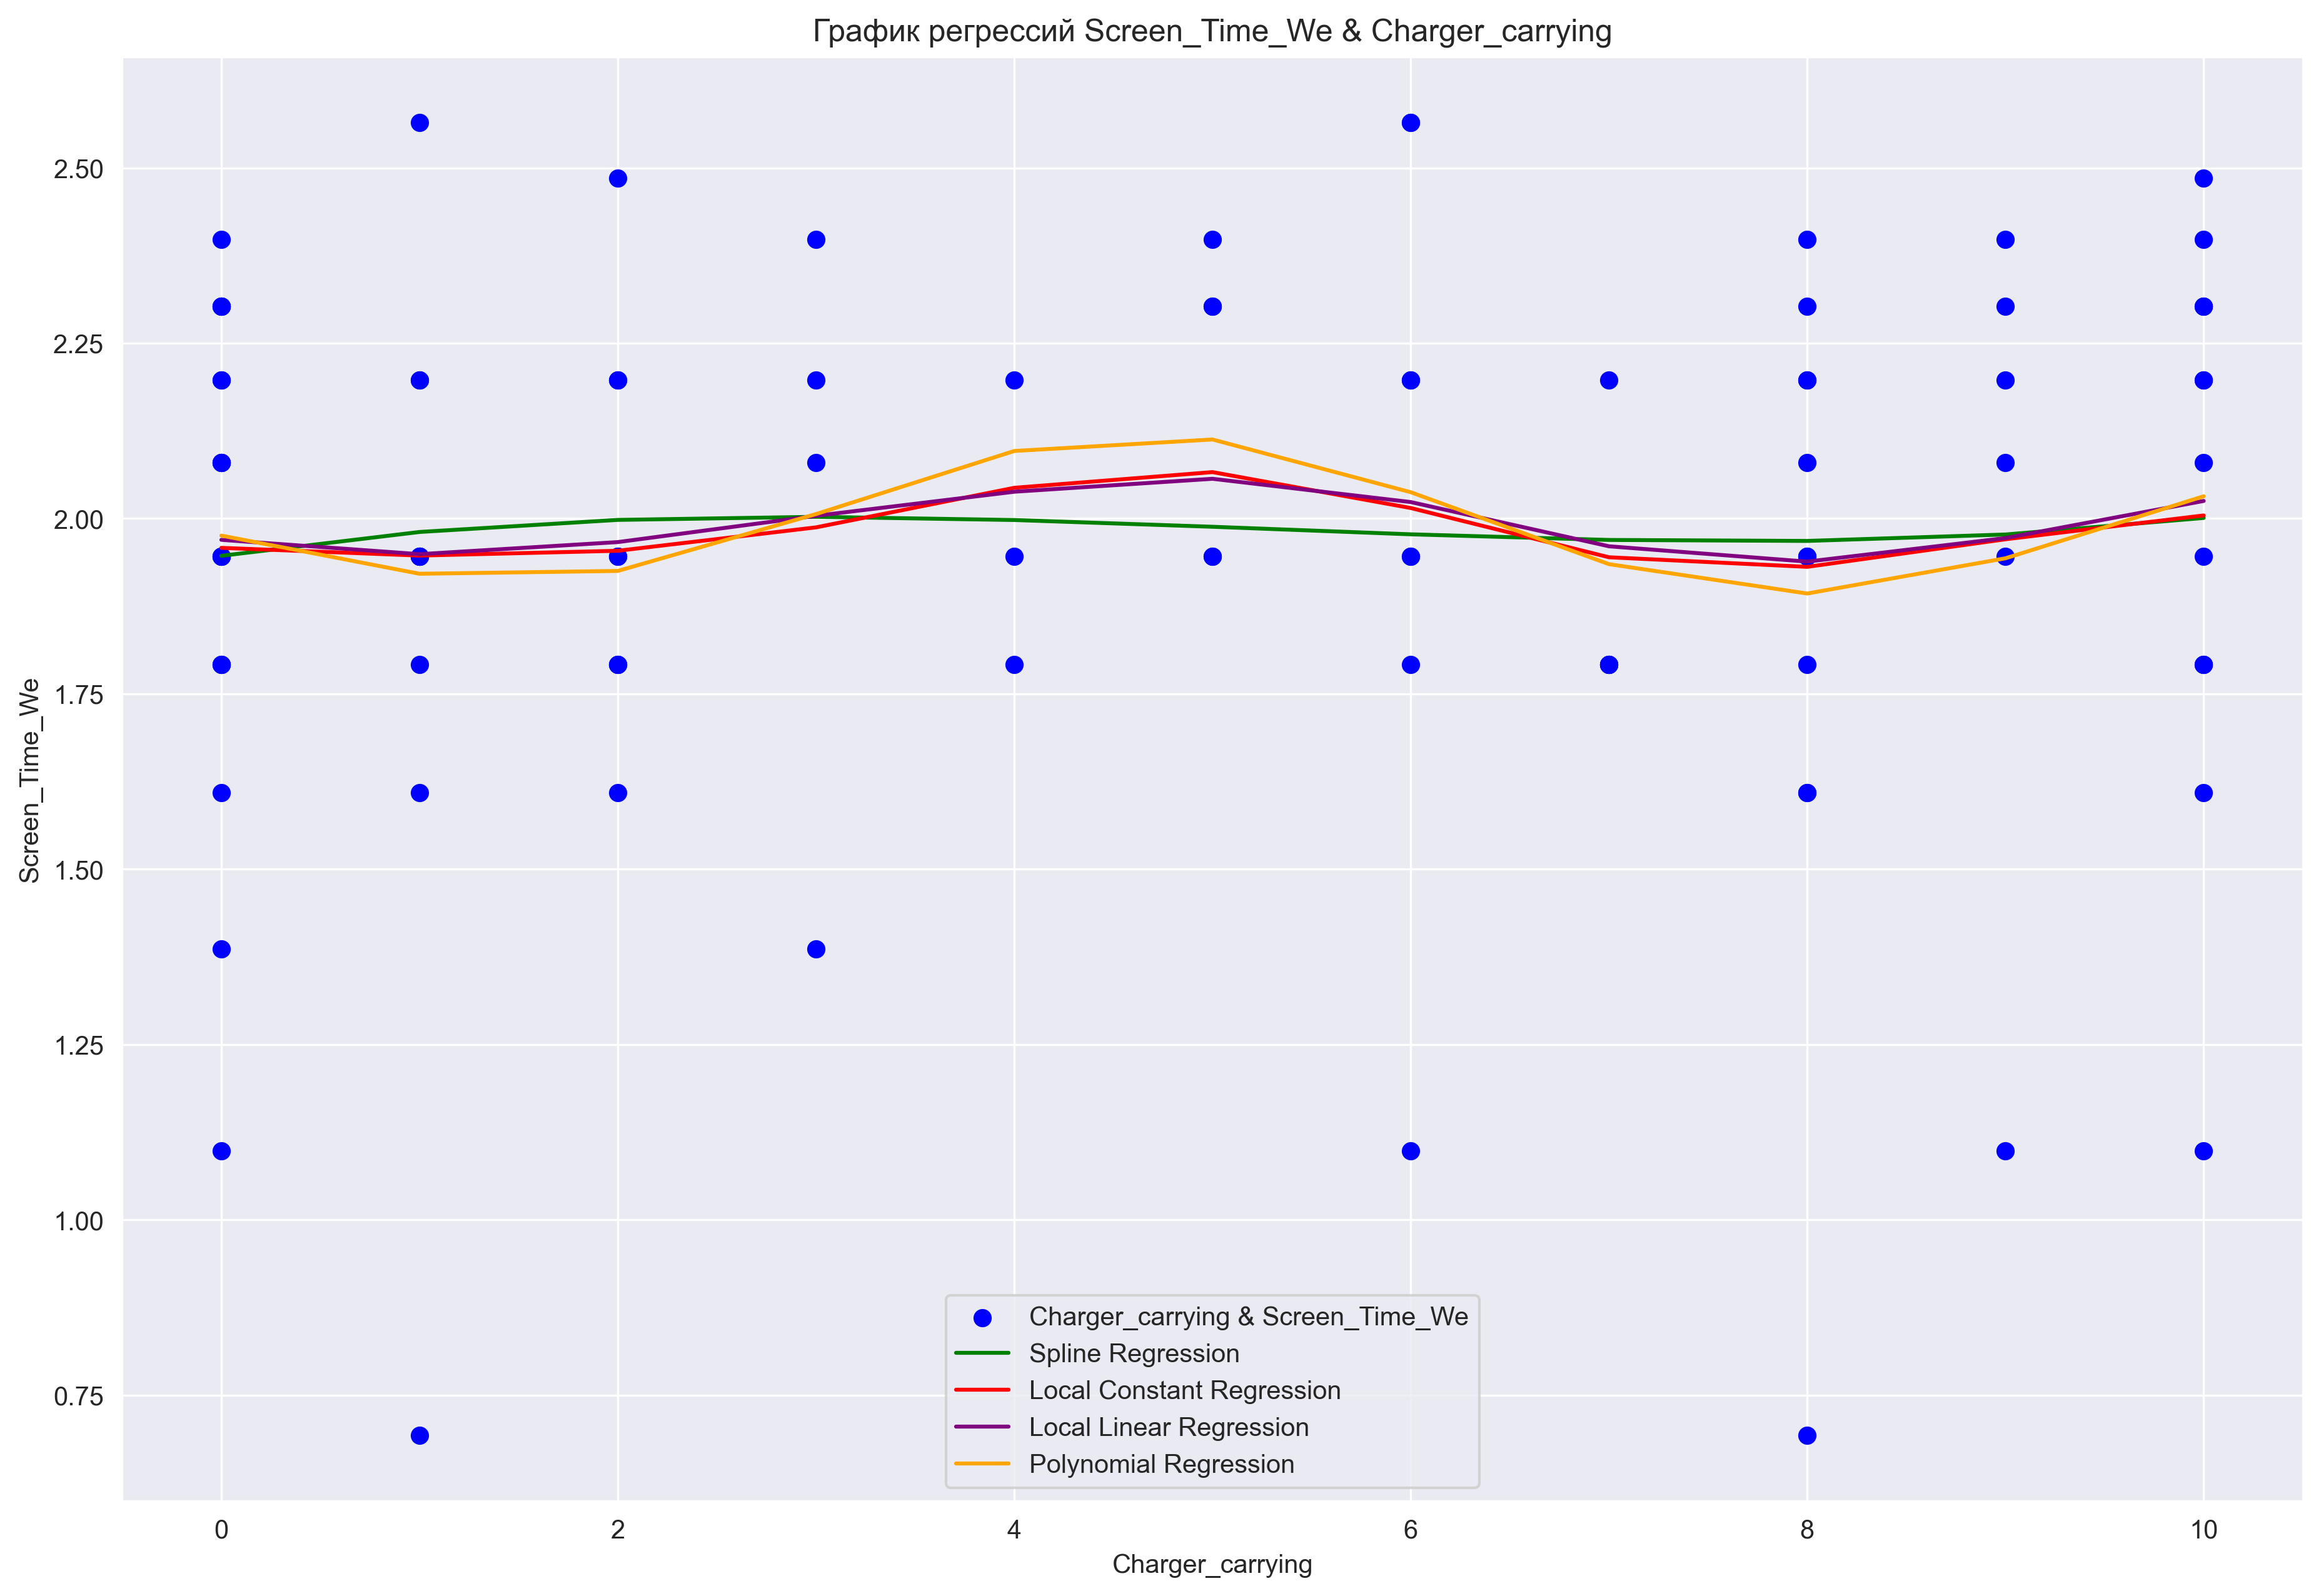 График регрессий Screen_Time_We & Charger_carrying
Screen_Time_We
2.50
2.25
2.00
1.75
1.50
1.25
1.00
0.75
Charger_carrying & Screen_Time_We
Spline Regression
Local Constant Regression
Local Linear Regression
Polynomial Regression
0 2 4 6 8 10
Charger_carrying